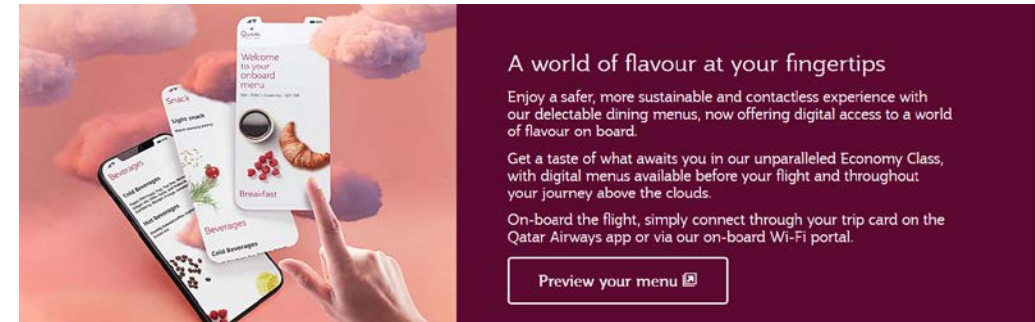 Qatar
Welcome
to your
onboard
menu
Breakfast
Snack
Light snack
Beverages
Cold Beverages
Beverages
Cold Beverages
Hot beverages
A world of flavour at your fingertips
Enjoy a safer, more sustainable and contactless experience with
our delectable dining menus, now offering digital access to a world
of flavour on board.
Get a taste of what awaits you in our unparalleled Economy Class,
with digital menus available before your flight and throughout
your journey above the clouds.
On-board the flight, simply connect through your trip card on the
Qatar Airways app or via our on-board Wi-Fi portal.
Preview your menu